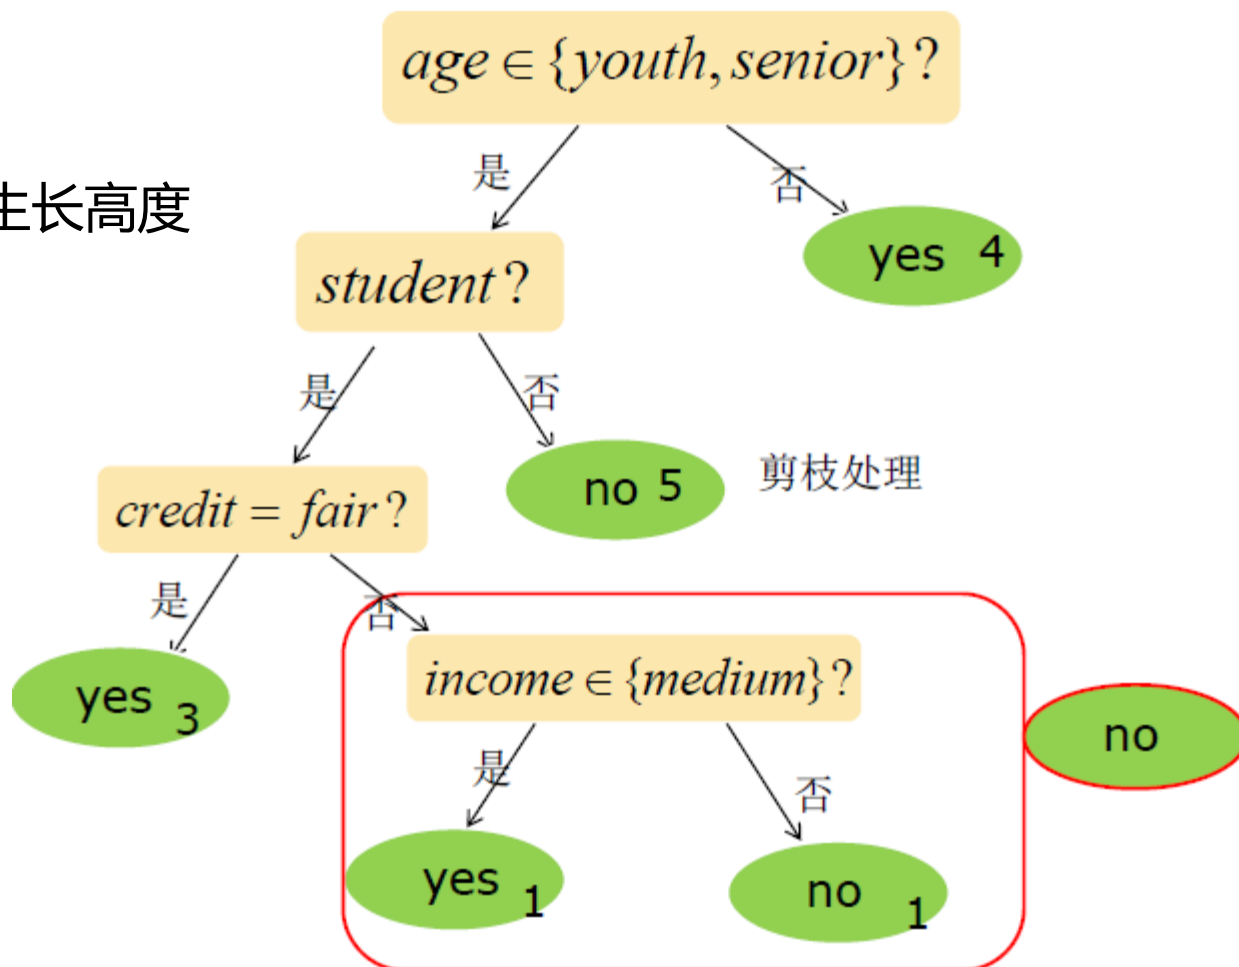 age ∈ {youth, senior} ?
是
否
生长高度
yes 4
student ?
是
否
no 5
剪枝处理
credit = fair ?
是
否
income ∈ {medium} ?
yes 3
no
是
否
yes 1
no 1